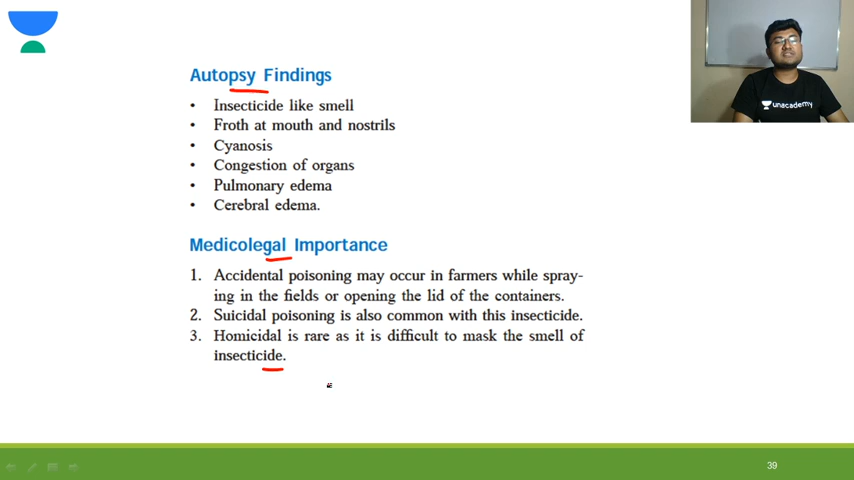 unacademy
Autopsy Findings
• Insecticide like smell
• Froth at mouth and nostrils
• Cyanosis
• Congestion of organs
• Pulmonary edema
• Cerebral edema.
Medicolegal Importance
1. Accidental poisoning may occur in farmers while spray-
ing in the fields or opening the lid of the containers.
2. Suicidal poisoning is also common with this insecticide.
3. Homicidal is rare as it is difficult to mask the smell of
insecticide.
39